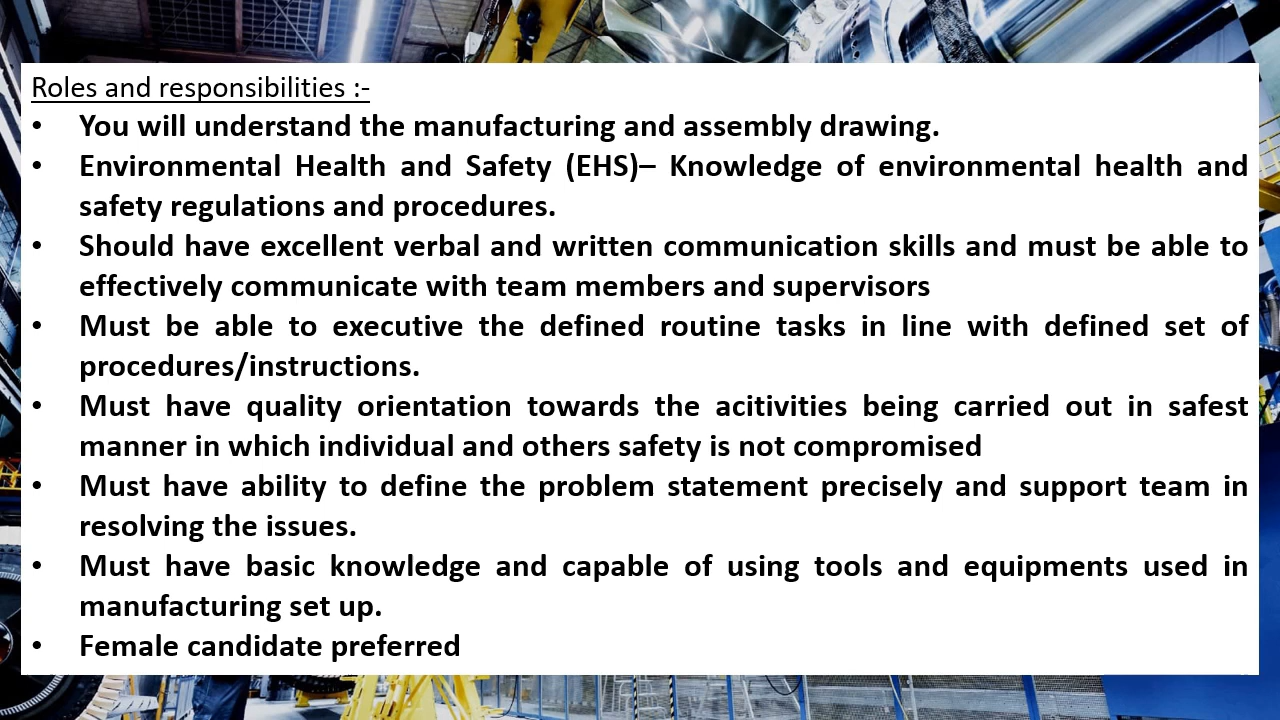 Roles and responsibilities :-
• You will understand the manufacturing and assembly drawing.
• Environmental Health and Safety (EHS)– Knowledge of environmental health and
safety regulations and procedures.
• Should have excellent verbal and written communication skills and must be able to
effectively communicate with team members and supervisors
• Must be able to executive the defined routine tasks in line with defined set of
procedures/instructions.
• Must have quality orientation towards the acitivities being carried out in safest
manner in which individual and others safety is not compromised
• Must have ability to define the problem statement precisely and support team in
resolving the issues.
• Must have basic knowledge and capable of using tools and equipments used in
manufacturing set up.
• Female candidate preferred